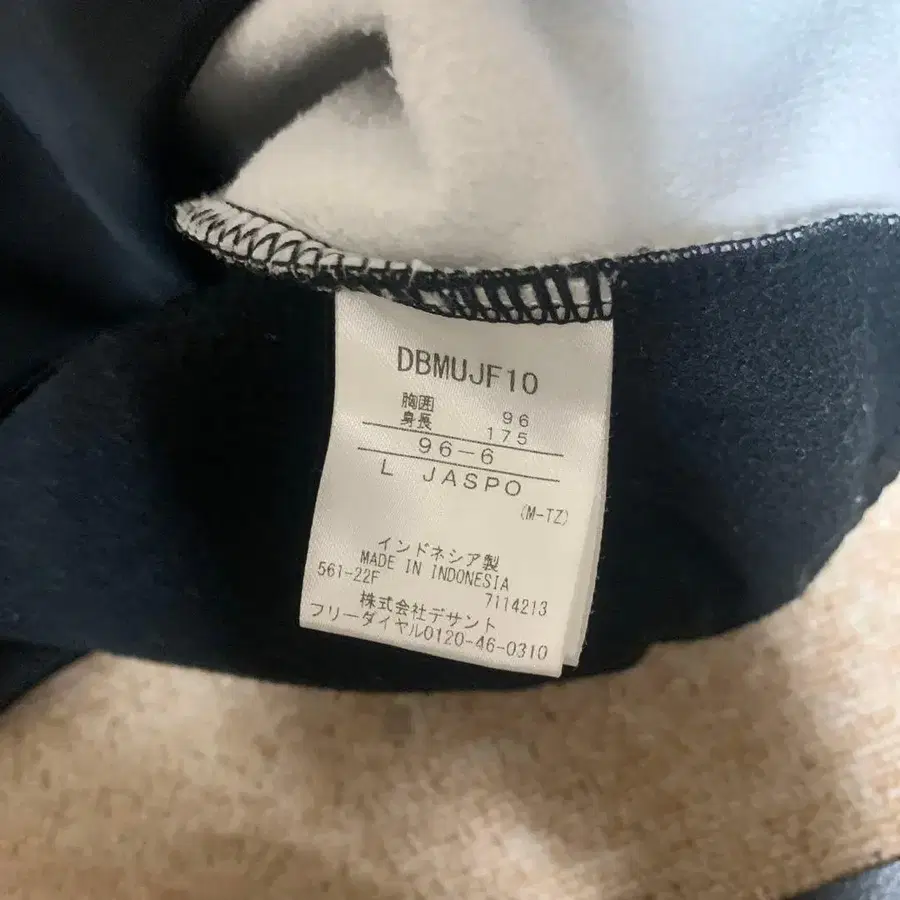 DBMUJF10
胸囲 96
身長 175
96-6
L JASPO
(M-TZ)
インドネシア製
MADE IN INDONESIA
561-22F 7114213
株式会社デサント
フリーダイヤル0120-46-0310